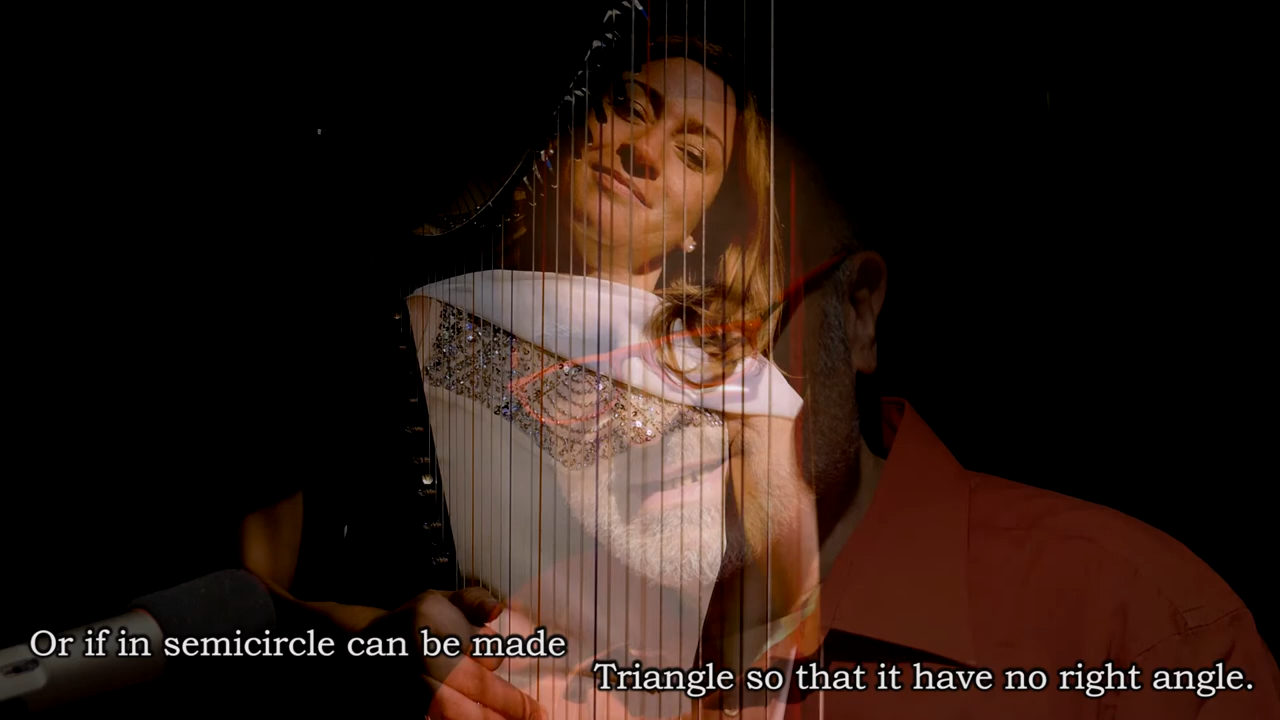 Or if in semicircle can be made
Triangle so that it have no right angle.